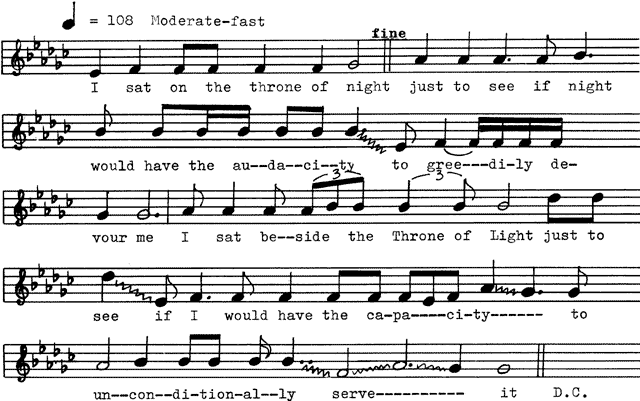 = 108 Moderate-fast
fine
I sat on the throne of night just to see if night
3 3
would have the au--da--ci--ty to gree---di-ly de-
vour me I sat be--side the Throne of Light just to
see if I would have the ca-pa----ci-ty------ to
un--con--di-tion-al--ly serve---------- it D.C.